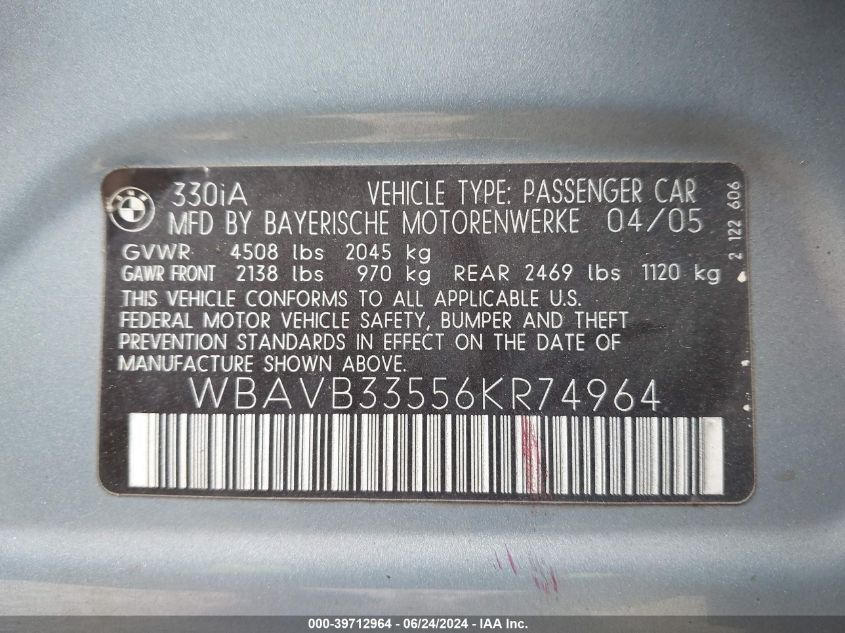 330iA VEHICLE TYPE: PASSENGER CAR
MFD BY BAYERISCHE MOTORENWERKE 04/05
GVWR 4508 lbs 2045 kg
GAWR FRONT 2138 lbs 970 kg REAR 2469 lbs 1120 kg
THIS VEHICLE CONFORMS TO ALL APPLICABLE U.S.
FEDERAL MOTOR VEHICLE SAFETY, BUMPER AND THEFT
PREVENTION STANDARDS IN EFFECT ON THE DATE OF
MANUFACTURE SHOWN ABOVE.
WBAVB33556KR74964
2 122 606
000-39712964 / 06/24/2024 - IAA Inc.